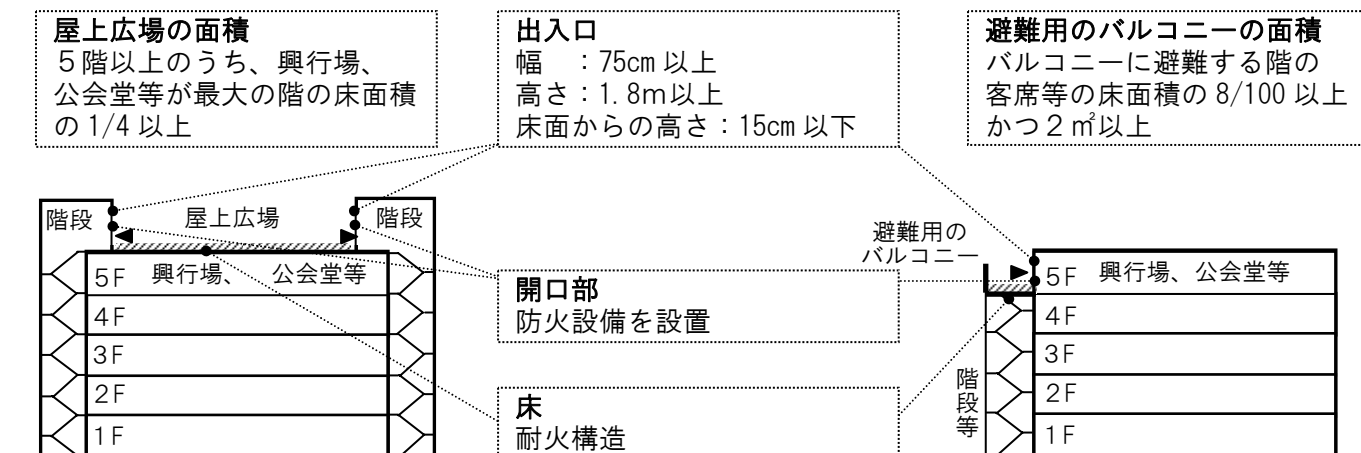 屋上広場の面積
５階以上のうち、興行場、
公会堂等が最大の階の床面積
の 1/4 以上
出入口
幅　：75cm 以上
高さ：1.8ｍ以上
床面からの高さ：15cm 以下
避難用のバルコニーの面積
バルコニーに避難する階の
客席等の床面積の 8/100 以上
かつ２㎡以上
階段
屋上広場
階段
5F 興行場、 公会堂等
4F
3F
2F
1F
開口部
防火設備を設置
床
耐火構造
避難用の
バルコニー
5F 興行場、公会堂等
4F
3F
2F
1F
階段等